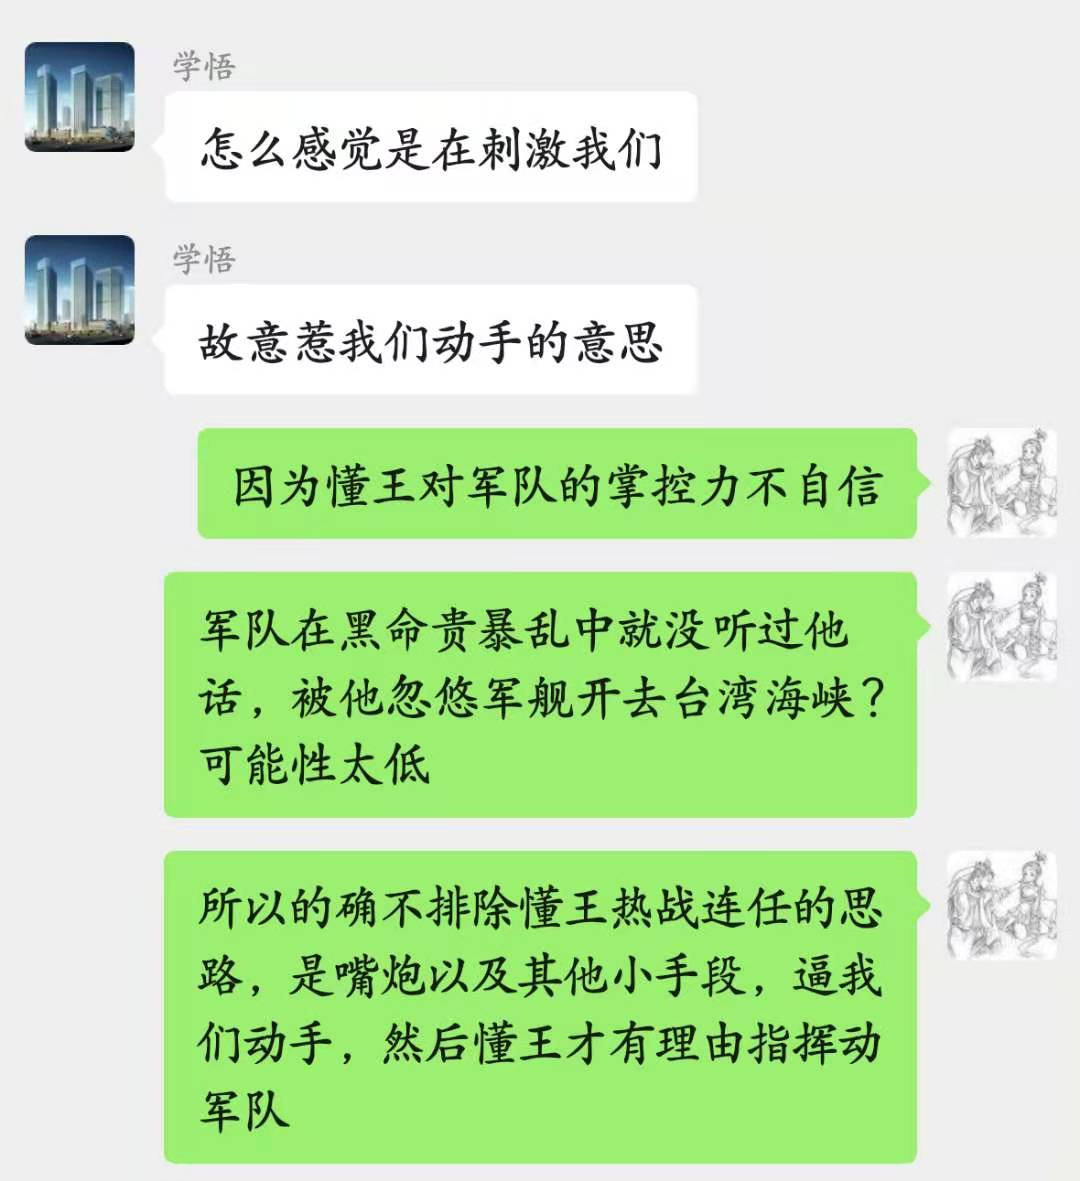 学悟
怎么感觉是在刺激我们
学悟
故意惹我们动手的意思
因为懂王对军队的掌控力不自信
军队在黑命贵暴乱中就没听过他
话，被他忽悠军舰开去台湾海峡？
可能性太低
所以的确不排除懂王热战连任的思
路，是嘴炮以及其他小手段，逼我
们动手，然后懂王才有理由指挥动
军队